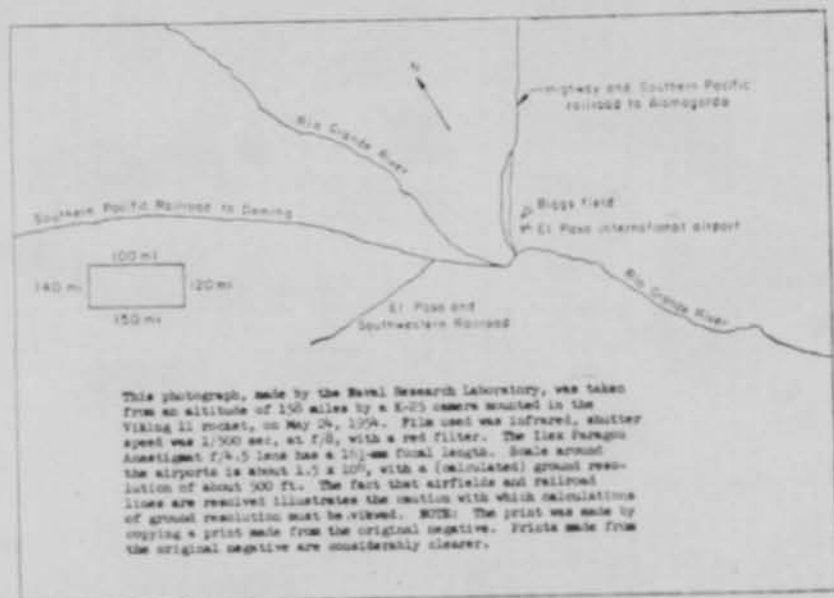 N
Highway and Southern Pacific
railroad to Alamogordo
Rio Grande River
Southern Pacific Railroad to Deming
Biggs field
El Paso international airport
100 mi
140 mi
120 mi
150 mi
El Paso and
Southwestern Railroad
Rio Grande River
This photograph, made by the Naval Research Laboratory, was taken
from an altitude of 158 miles by a K-25 camera mounted in the
Viking 11 rocket, on May 24, 1954. Film used was infrared, shutter
speed was 1/500 sec, at f/8, with a red filter. The Ilex Paragon
Anastigmat f/4.5 lens has a focal length. Scale around
the airports is about 1.5 x with a (calculated) ground reso-
lution of about 500 ft. The fact that airfields and railroad
lines are resolved illustrates the caution with which calculations
of ground resolution must be viewed. NOTE: The print was made by
copying a print made from the original negative. Prints made from
the original negative are considerably clearer.